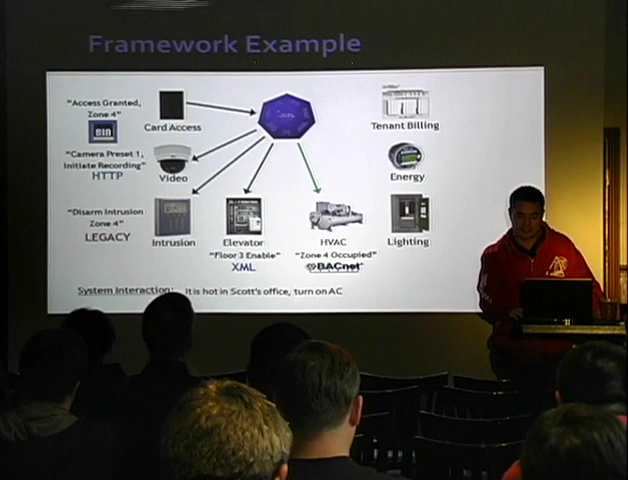 Framework Example
"Access Granted,
Zone 4"
BIN
Card Access
Tenant Billing
"Camera Preset 1,
Initiate Recording"
HTTP
Video
Energy
"Disarm Intrusion
Zone 4"
LEGACY
Intrusion
Elevator
HVAC
Lighting
"Floor 3 Enable"
"Zone 4 Occupied"
XML
BACnet
System Interaction: It is hot in Scott's office, turn on AC